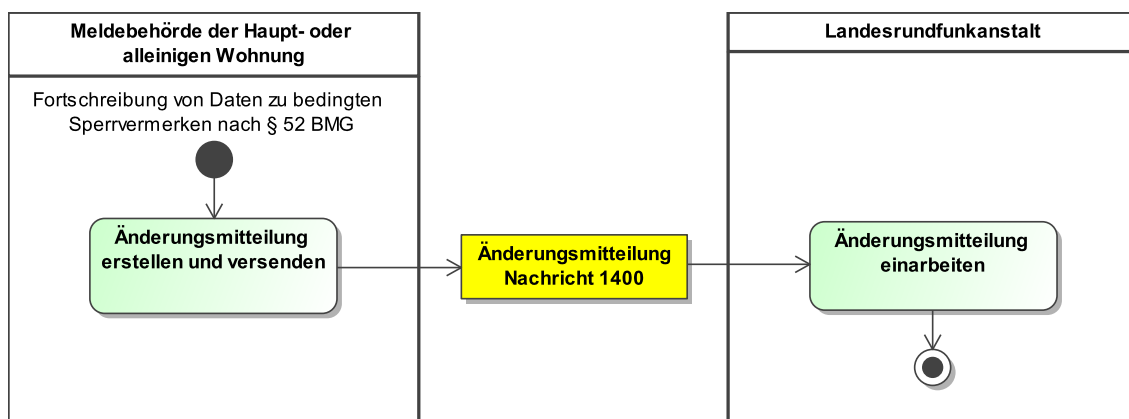 Meldebehörde der Haupt- oder
alleinigen Wohnung
Landesrundfunkanstalt
Fortschreibung von Daten zu bedingten
Sperrvermerken nach § 52 BMG
Änderungsmitteilung
erstellen und versenden
Änderungsmitteilung
Nachricht 1400
Änderungsmitteilung
einarbeiten